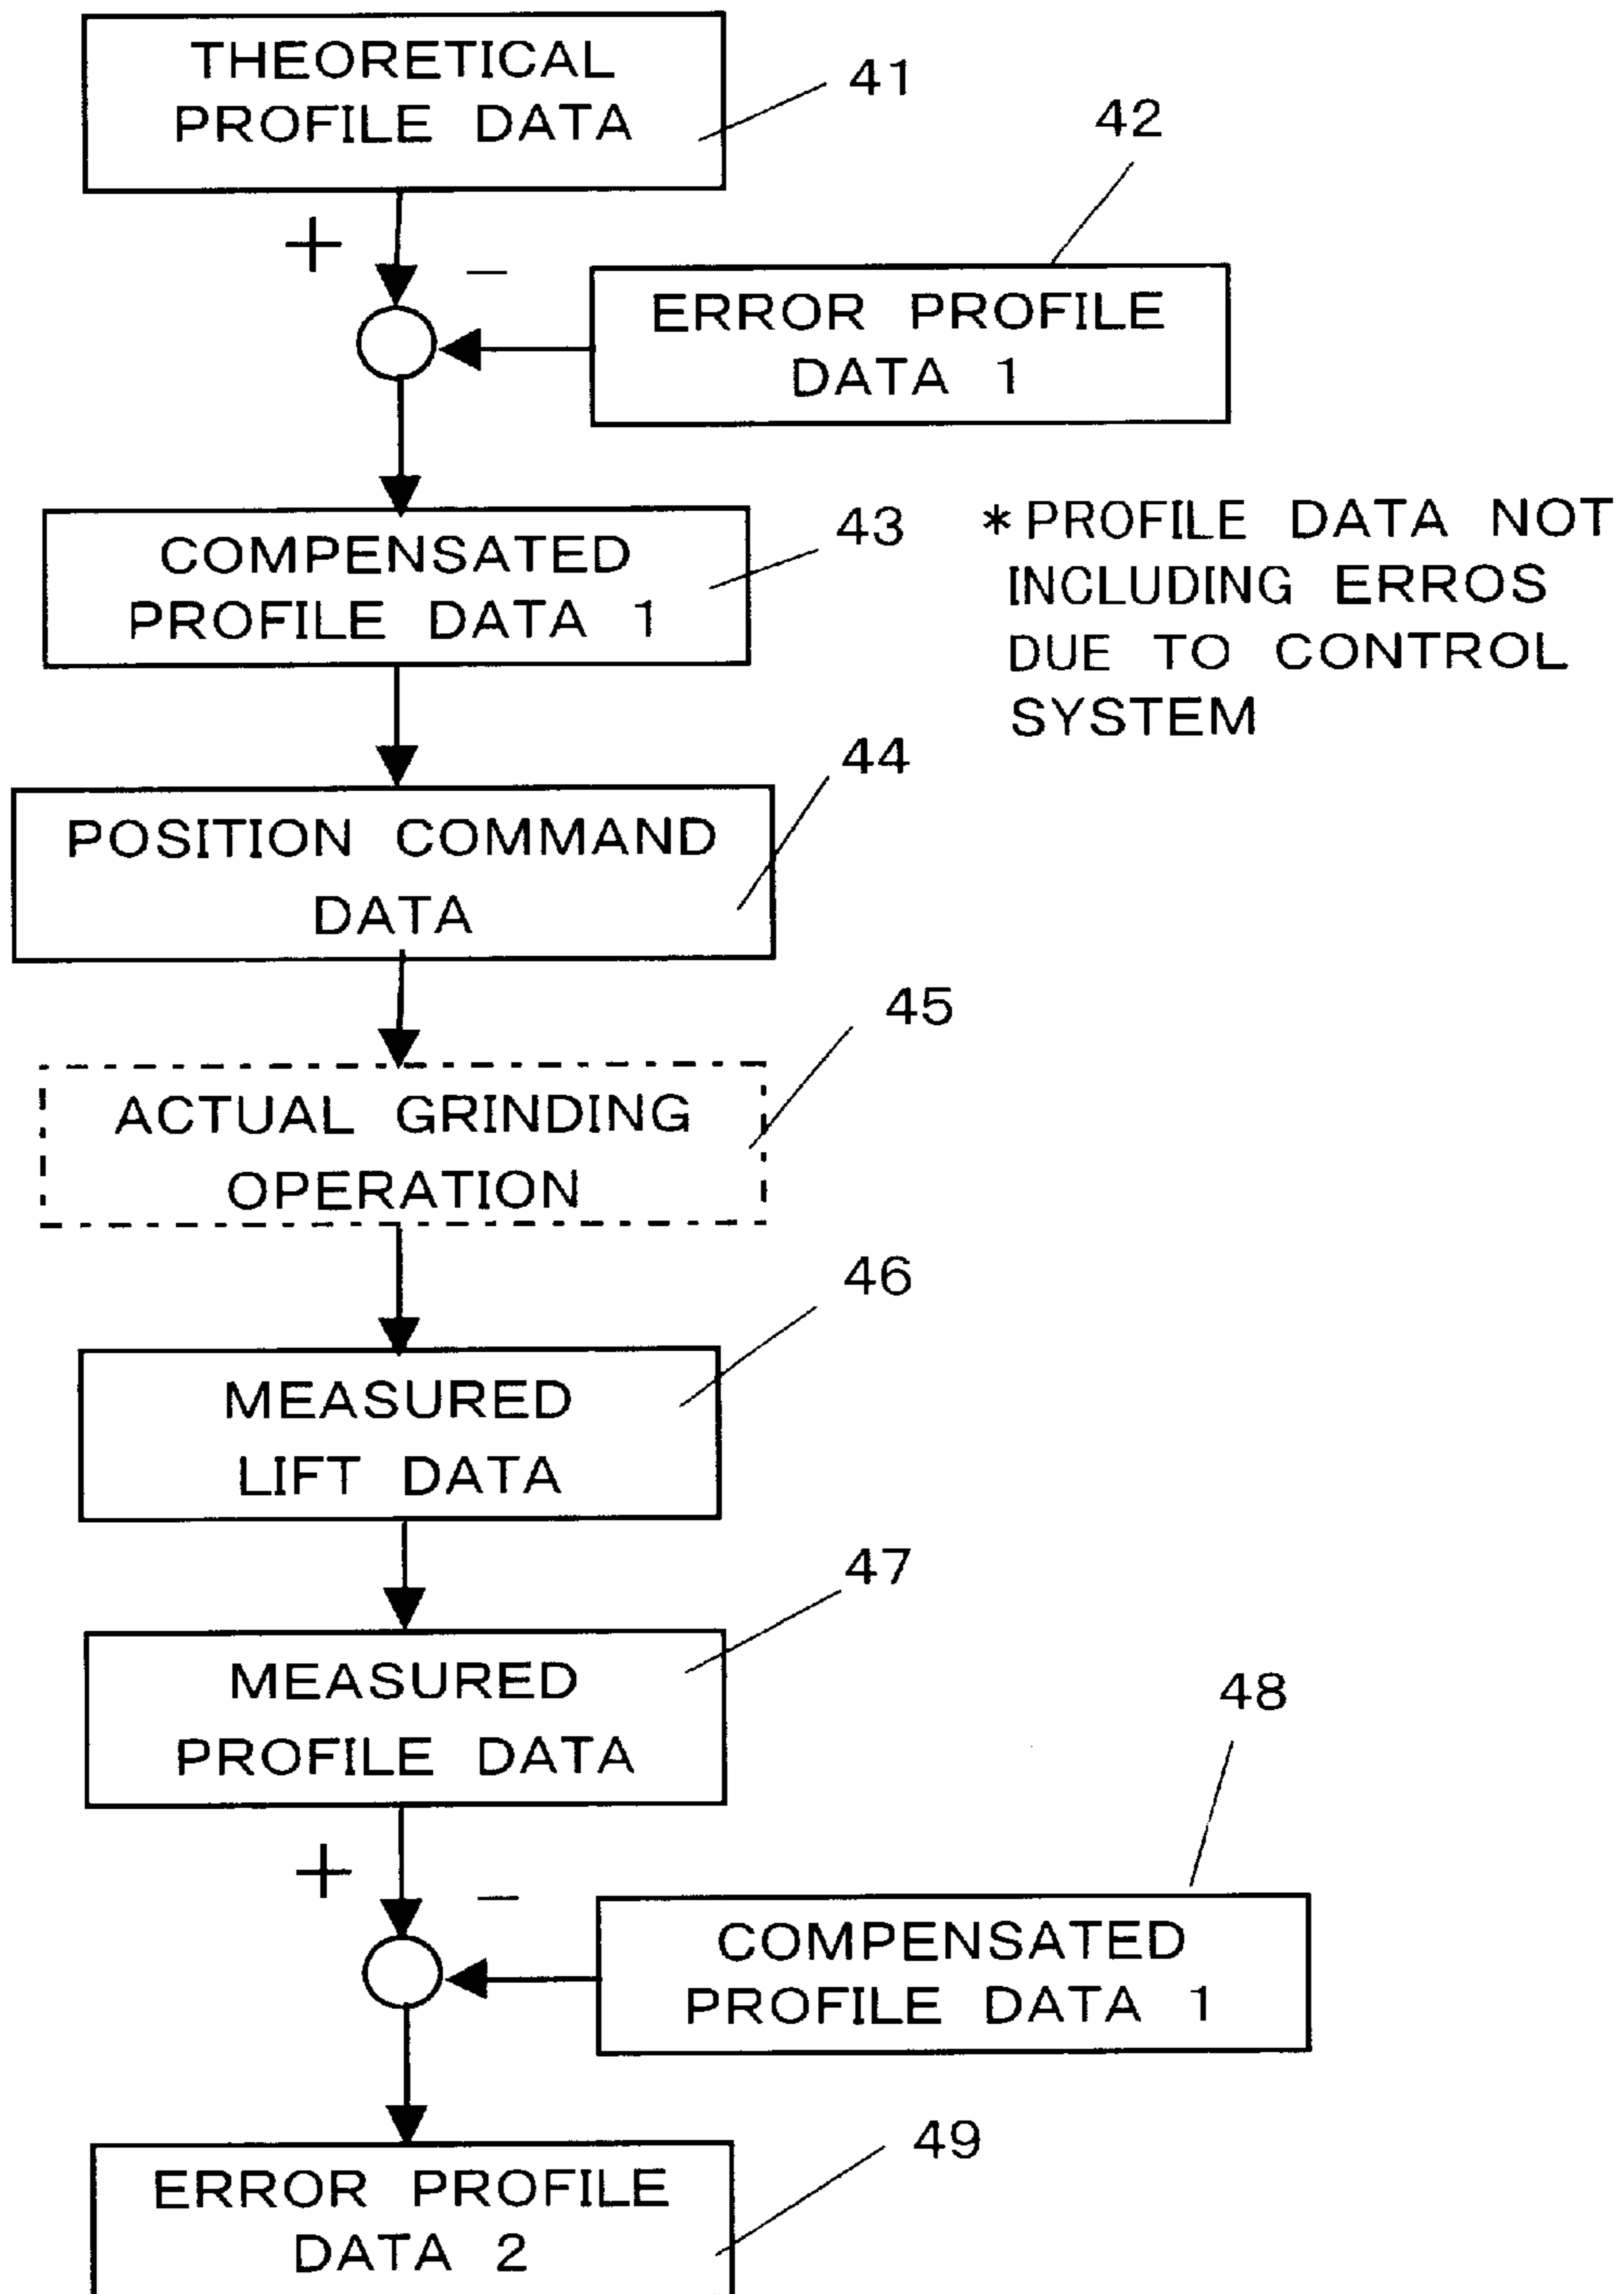 THEORETICAL
PROFILE DATA
41
42
+
−
ERROR PROFILE
DATA 1
COMPENSATED
PROFILE DATA 1
43
* PROFILE DATA NOT
INCLUDING ERROS
DUE TO CONTROL
SYSTEM
44
POSITION COMMAND
DATA
45
ACTUAL GRINDING
OPERATION
46
MEASURED
LIFT DATA
47
MEASURED
PROFILE DATA
48
+
−
COMPENSATED
PROFILE DATA 1
49
ERROR PROFILE
DATA 2